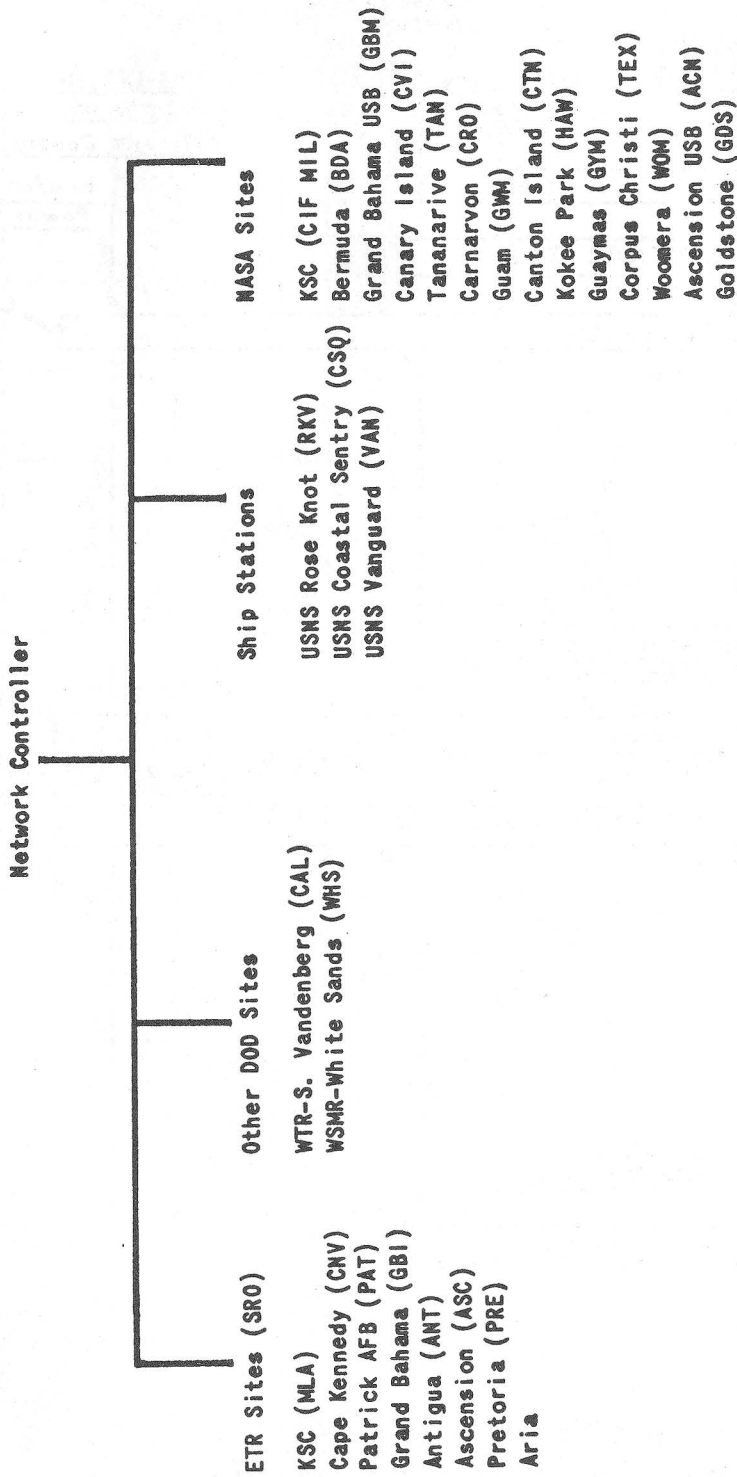 Network Controller
ETR Sites (SRO)
KSC (MLA)
Cape Kennedy (CNV)
Patrick AFB (PAT)
Grand Bahama (GBI)
Antigua (ANT)
Ascension (ASC)
Pretoria (PRE)
Aria
Other DOD Sites
WTR-S. Vandenberg (CAL)
WSMR-White Sands (WHS)
Ship Stations
USNS Rose Knot (RKV)
USNS Coastal Sentry (CSQ)
USNS Vanguard (VAN)
NASA Sites
KSC (CIF MIL)
Bermuda (BDA)
Grand Bahama USB (GBM)
Canary Island (CYI)
Tananarive (TAN)
Carnarvon (CRO)
Guam (GWM)
Canton Island (CTN)
Kokee Park (HAW)
Guaymas (GYM)
Corpus Christi (TEX)
Woomera (WOM)
Ascension USB (ACN)
Goldstone (GDS)